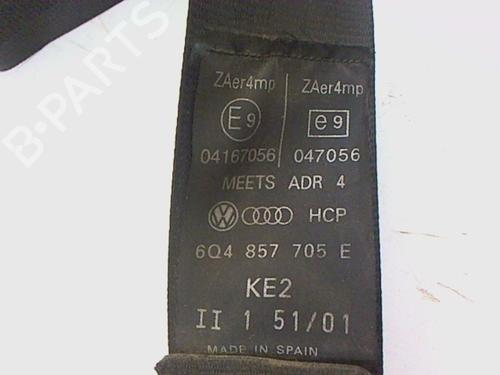 B-PARTS
ZAer4mp ZAer4mp
E9 e9
04167056 047056
MEETS ADR 4
HCP
6Q4 857 705 E
KE2
II 1 51/01
MADE IN SPAIN